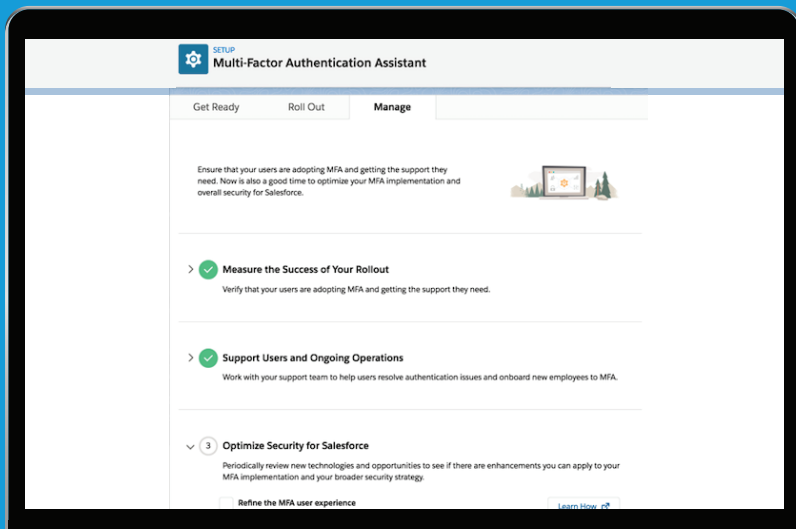 SETUP
Multi-Factor Authentication Assistant
Get Ready Roll Out Manage
Ensure that your users are adopting MFA and getting the support they
need. Now is also a good time to optimize your MFA implementation and
overall security for Salesforce.
Measure the Success of Your Rollout
Verify that your users are adopting MFA and getting the support they need.
Support Users and Ongoing Operations
Work with your support team to help users resolve authentication issues and onboard new employees to MFA.
3 Optimize Security for Salesforce
Periodically review new technologies and opportunities to see if there are enhancements you can apply to your
MFA implementation and your broader security strategy.
Refine the MFA user experience Learn How